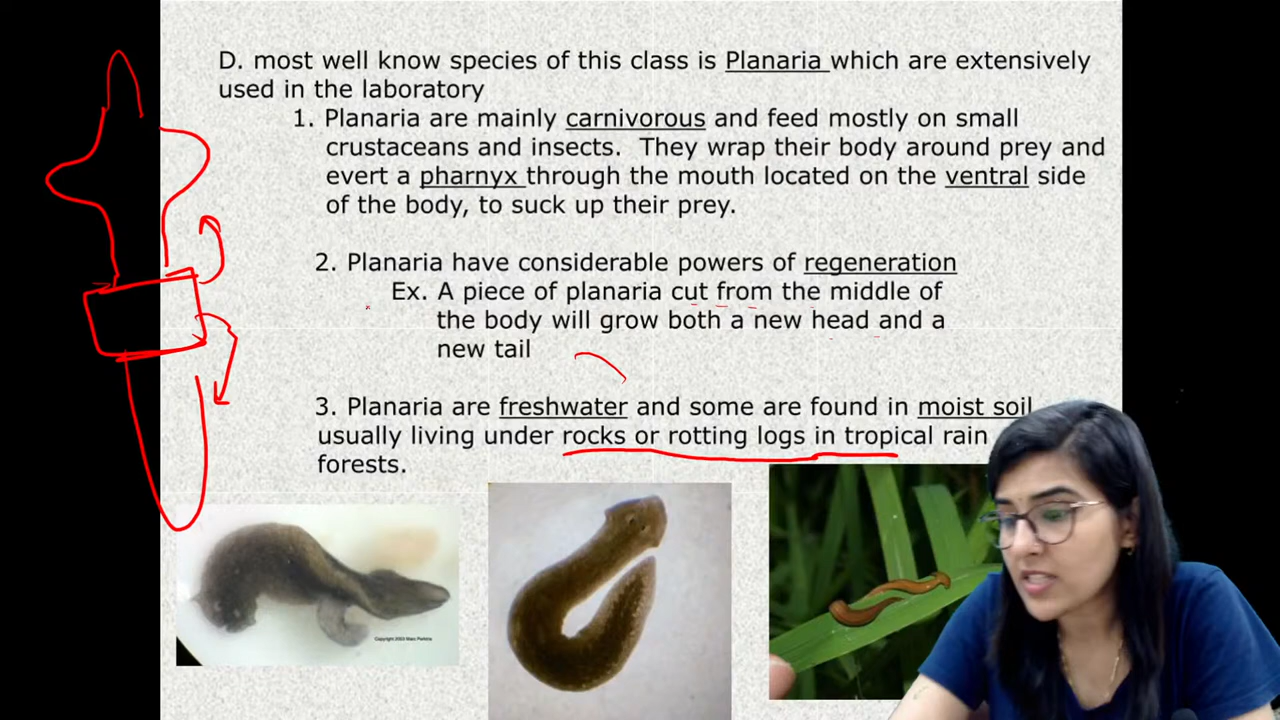 D. most well know species of this class is Planaria which are extensively
used in the laboratory
1. Planaria are mainly carnivorous and feed mostly on small
crustaceans and insects. They wrap their body around prey and
evert a pharnyx through the mouth located on the ventral side
of the body, to suck up their prey.
2. Planaria have considerable powers of regeneration
Ex. A piece of planaria cut from the middle of
the body will grow both a new head and a
new tail
3. Planaria are freshwater and some are found in moist soil
usually living under rocks or rotting logs in tropical rain
forests.
Copyright 2003 Marc Perkins